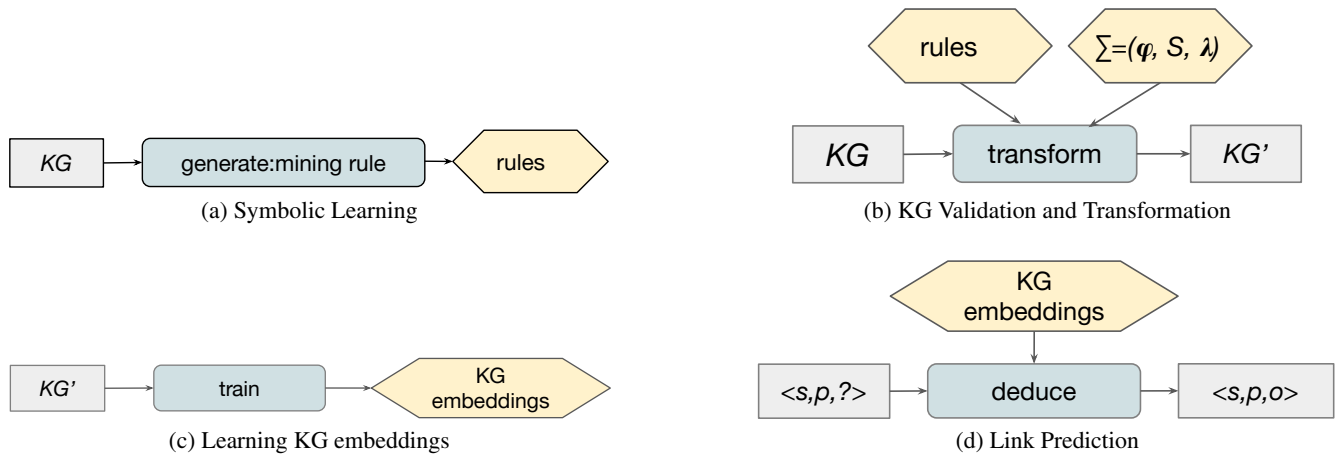 KG
generate:mining rule
rules
(a) Symbolic Learning
rules
∑=(φ, S, λ)
KG
transform
KG’
(b) KG Validation and Transformation
KG’
train
KG
embeddings
(c) Learning KG embeddings
KG
embeddings
<s,p,?>
deduce
<s,p,o>
(d) Link Prediction